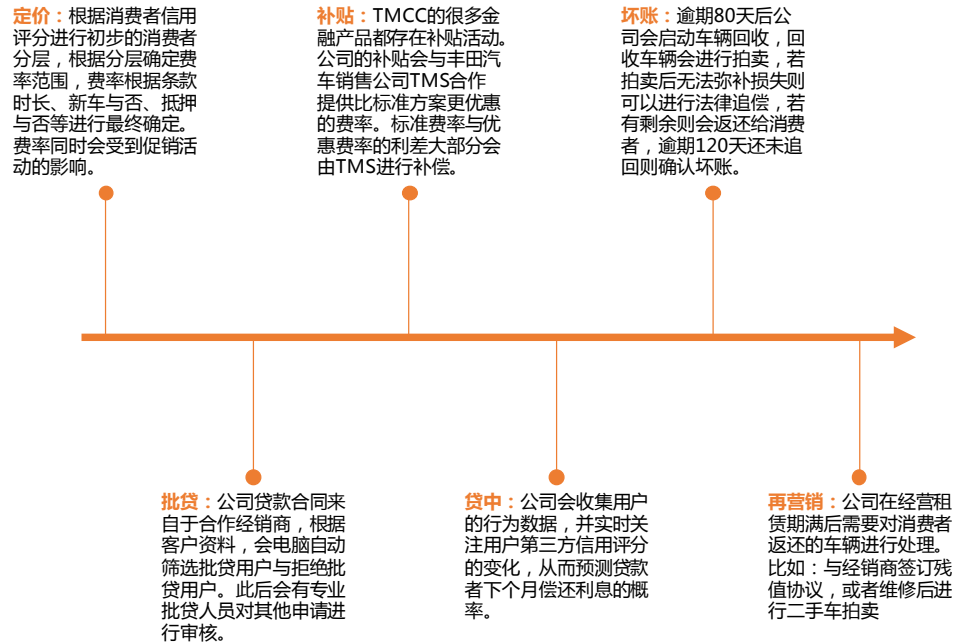 定价：根据消费者信用
评分进行初步的消费者
分层，根据分层确定费
率范围，费率根据条款
时长、新车与否、抵押
与否等进行最终确定。
费率同时会受到促销活
动的影响。
补贴：TMCC的很多金
融产品都存在补贴活动。
公司的补贴会与丰田汽
车销售公司TMS合作
提供比标准方案更优惠
的费率。标准费率与优
惠费率的利差大部分会
由TMS进行补偿。
坏账：逾期80天后公
司会启动车辆回收，回
收车辆会进行拍卖，若
拍卖后无法弥补损失则
可以进行法律追偿，若
有剩余则会返还给消费
者，逾期120天还未追
回则确认坏账。
批贷：公司贷款合同来
自于合作经销商，根据
客户资料，会电脑自动
筛选批贷用户与拒绝批
贷用户。此后会有专业
批贷人员对其他申请进
行审核。
贷中：公司会收集用户
的行为数据，并实时关
注用户第三方信用评分
的变化，从而预测贷款
者下个月偿还利息的概
率。
再营销：公司在经营租
赁期满后需要对消费者
返还的车辆进行处理。
比如：与经销商签订残
值协议，或者维修后进
行二手车拍卖